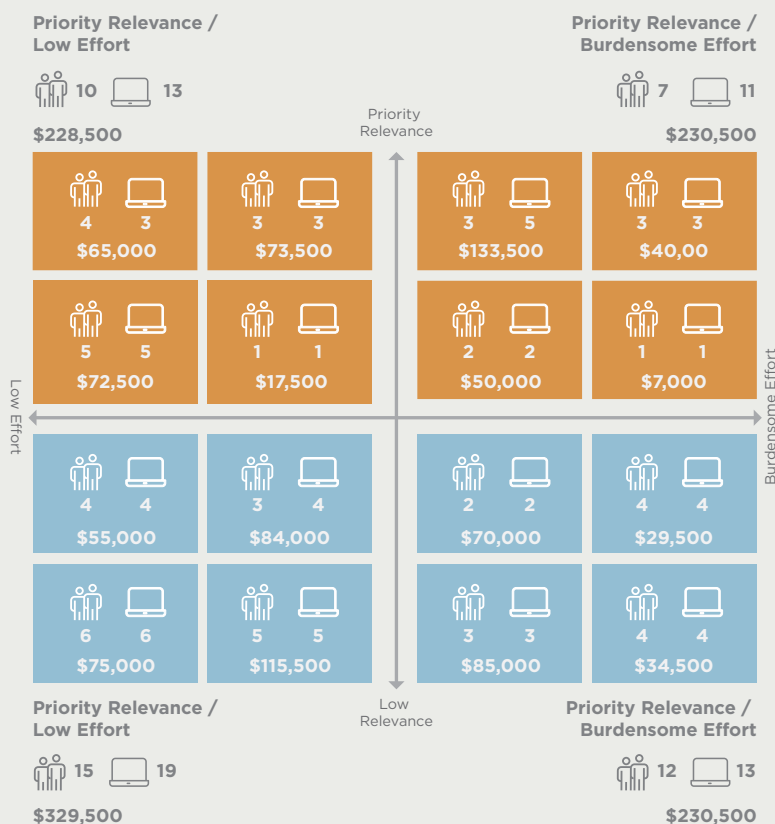 Priority Relevance /
Low Effort
10 13
$228,500
Priority Relevance /
Burdensome Effort
7 11
$230,500
Priority
Relevance
4 3
$65,000
3 3
$73,500
3 5
$133,500
3 3
$40,00
5 5
$72,500
1 1
$17,500
2 2
$50,000
1 1
$7,000
Low Effort
Burdensome Effort
4 4
$55,000
3 4
$84,000
2 2
$70,000
4 4
$29,500
6 6
$75,000
5 5
$115,500
3 3
$85,000
4 4
$34,500
Low
Relevance
Priority Relevance /
Low Effort
15 19
$329,500
Priority Relevance /
Burdensome Effort
12 13
$230,500